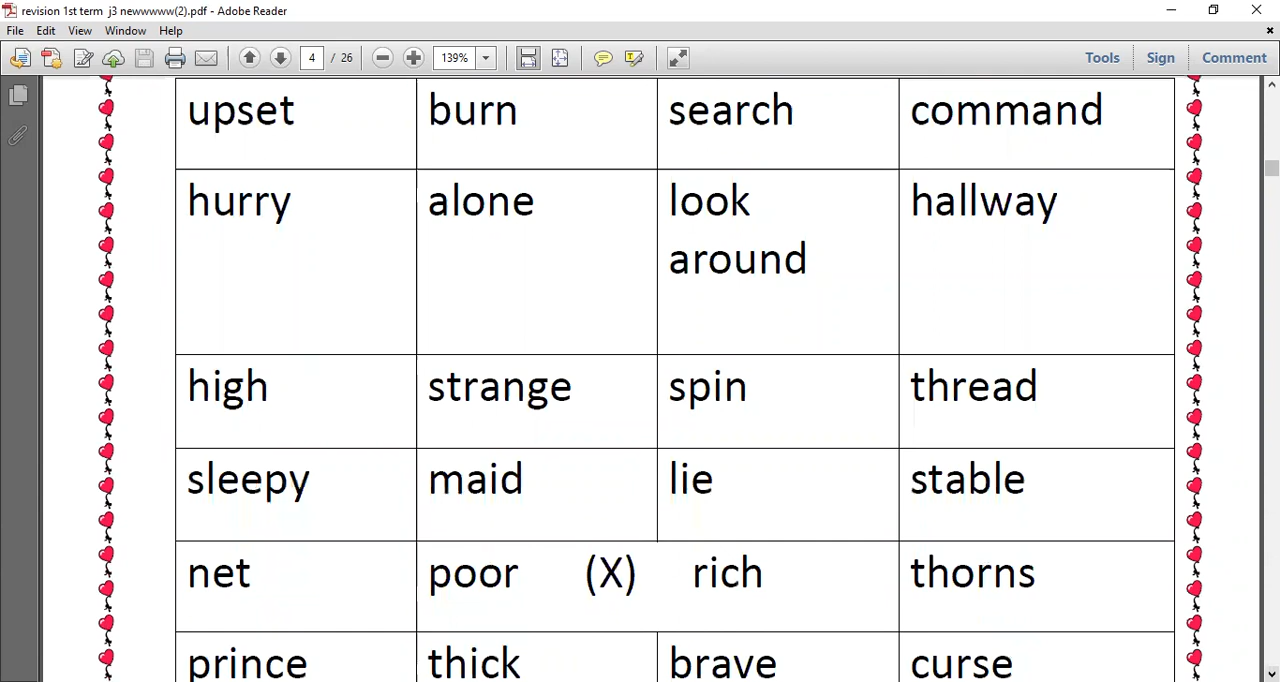 revision 1st term  j3 newwwww(2).pdf - Adobe Reader
File Edit View Window Help
4 / 26 139% Tools Sign Comment
upset burn search command
hurry alone look around hallway
high strange spin thread
sleepy maid lie stable
net poor (X) rich thorns
prince thick brave curse